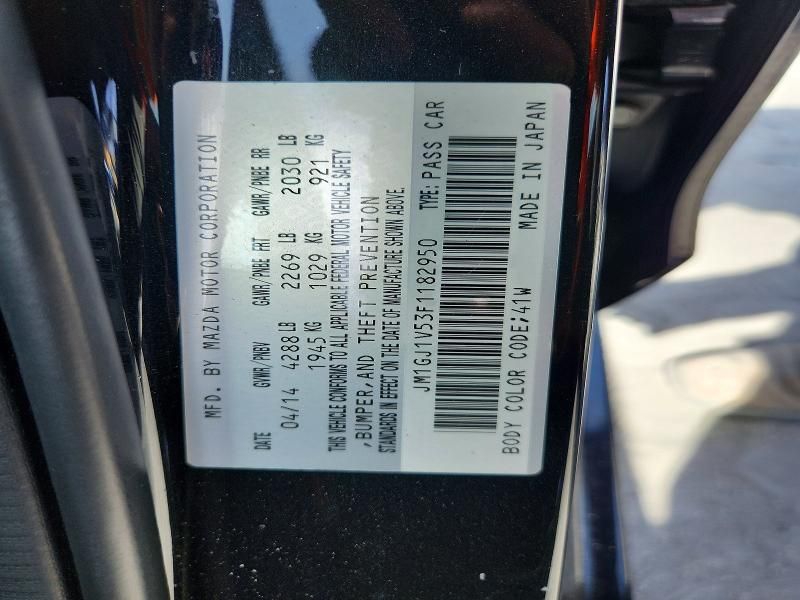 MFD. BY MAZDA MOTOR CORPORATION
DATE GVWR/PNBV GAWR/PNBE FRT GAWR/PNBE RR
04/14 4288 LB 2269 LB 2030 LB
1945 KG 1029 KG 921 KG
THIS VEHICLE CONFORMS TO ALL APPLICABLE FEDERAL MOTOR VEHICLE SAFETY
,BUMPER,AND THEFT PREVENTION
STANDARDS IN EFFECT ON THE DATE OF MANUFACTURE SHOWN ABOVE.
JM1GJ1V53F1182950 TYPE: PASS CAR
BODY COLOR CODE;41W MADE IN JAPAN